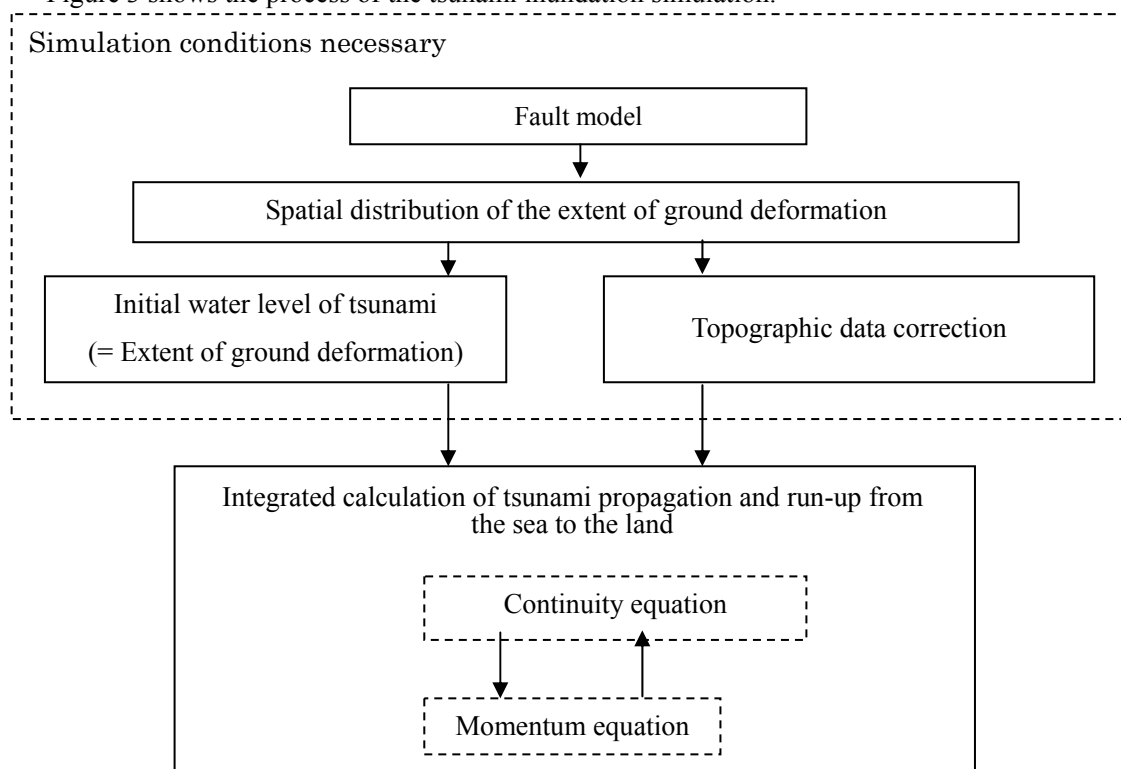 Figure 3 shows the process of the tsunami inundation simulation.
Simulation conditions necessary
Fault model
Spatial distribution of the extent of ground deformation
Initial water level of tsunami
(= Extent of ground deformation)
Topographic data correction
Integrated calculation of tsunami propagation and run-up from
the sea to the land
Continuity equation
Momentum equation